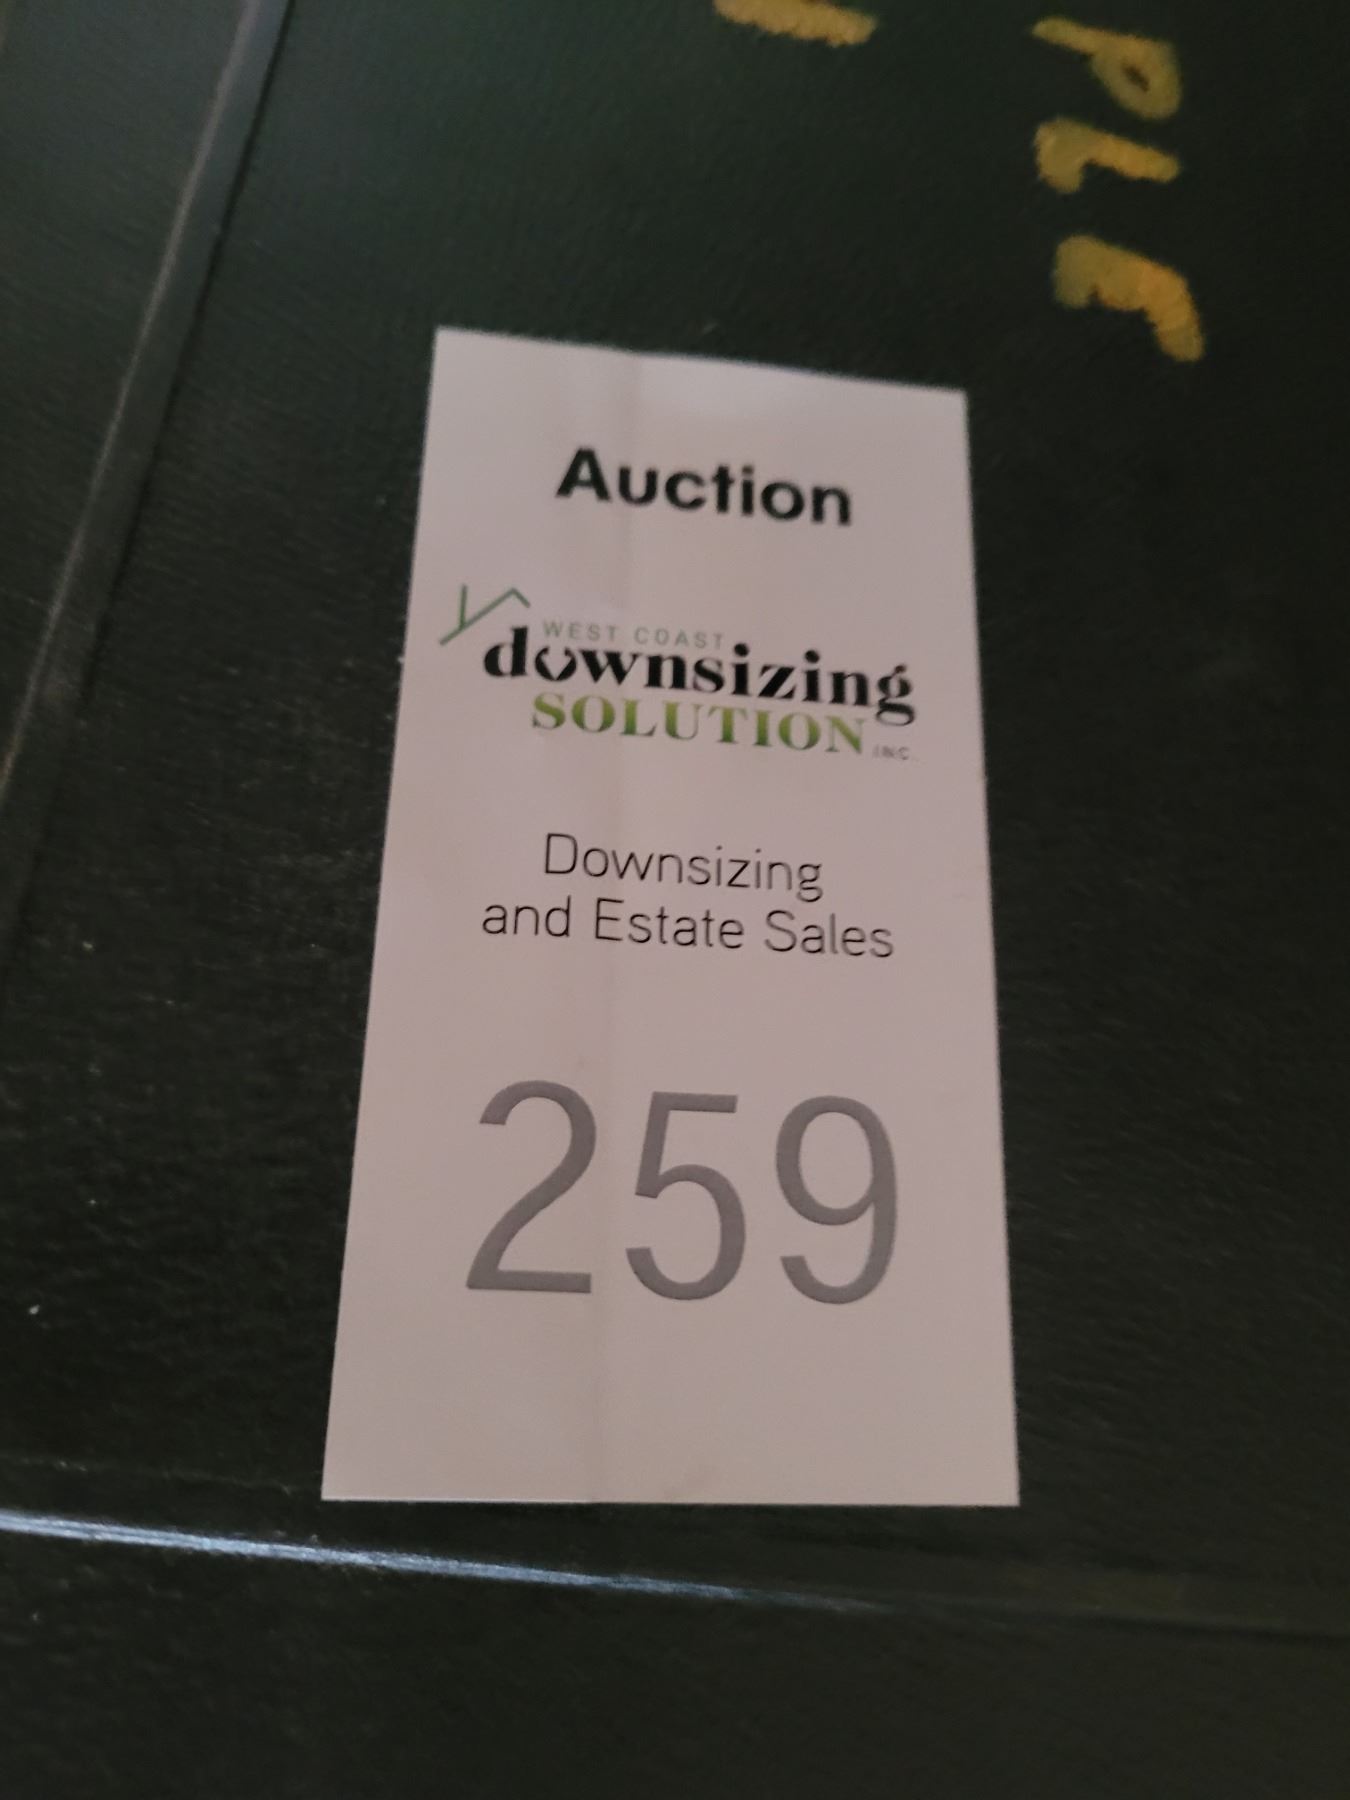 Auction
WEST COAST
downsizing
SOLUTION INC.
Downsizing
and Estate Sales
259